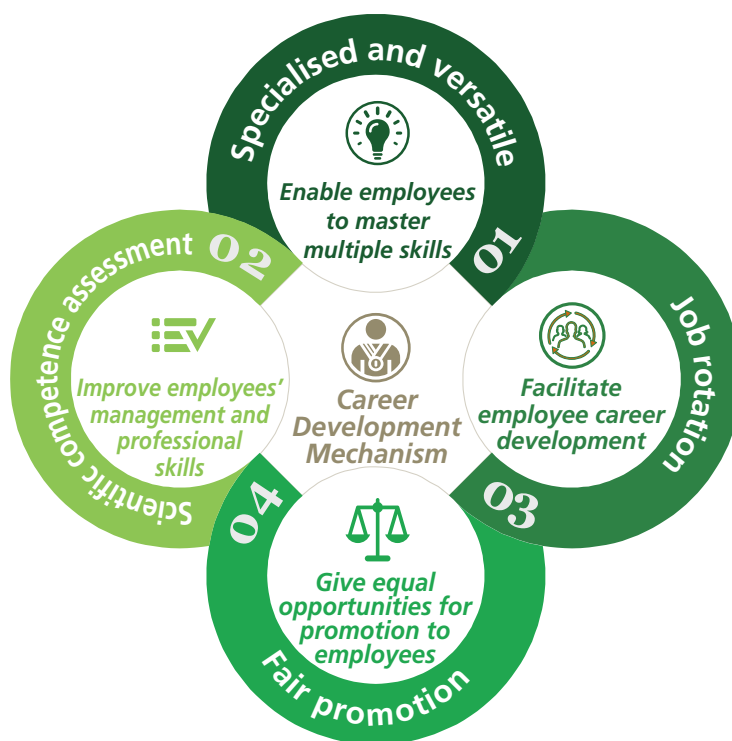 Specialised and versatile
Enable employees
to master
multiple skills
01
02
Scientific competence assessment
Improve employees’
management and
professional
skills
Career
Development
Mechanism
Job rotation
Facilitate
employee career
development
03
04
Give equal
opportunities for
promotion to
employees
Fair promotion